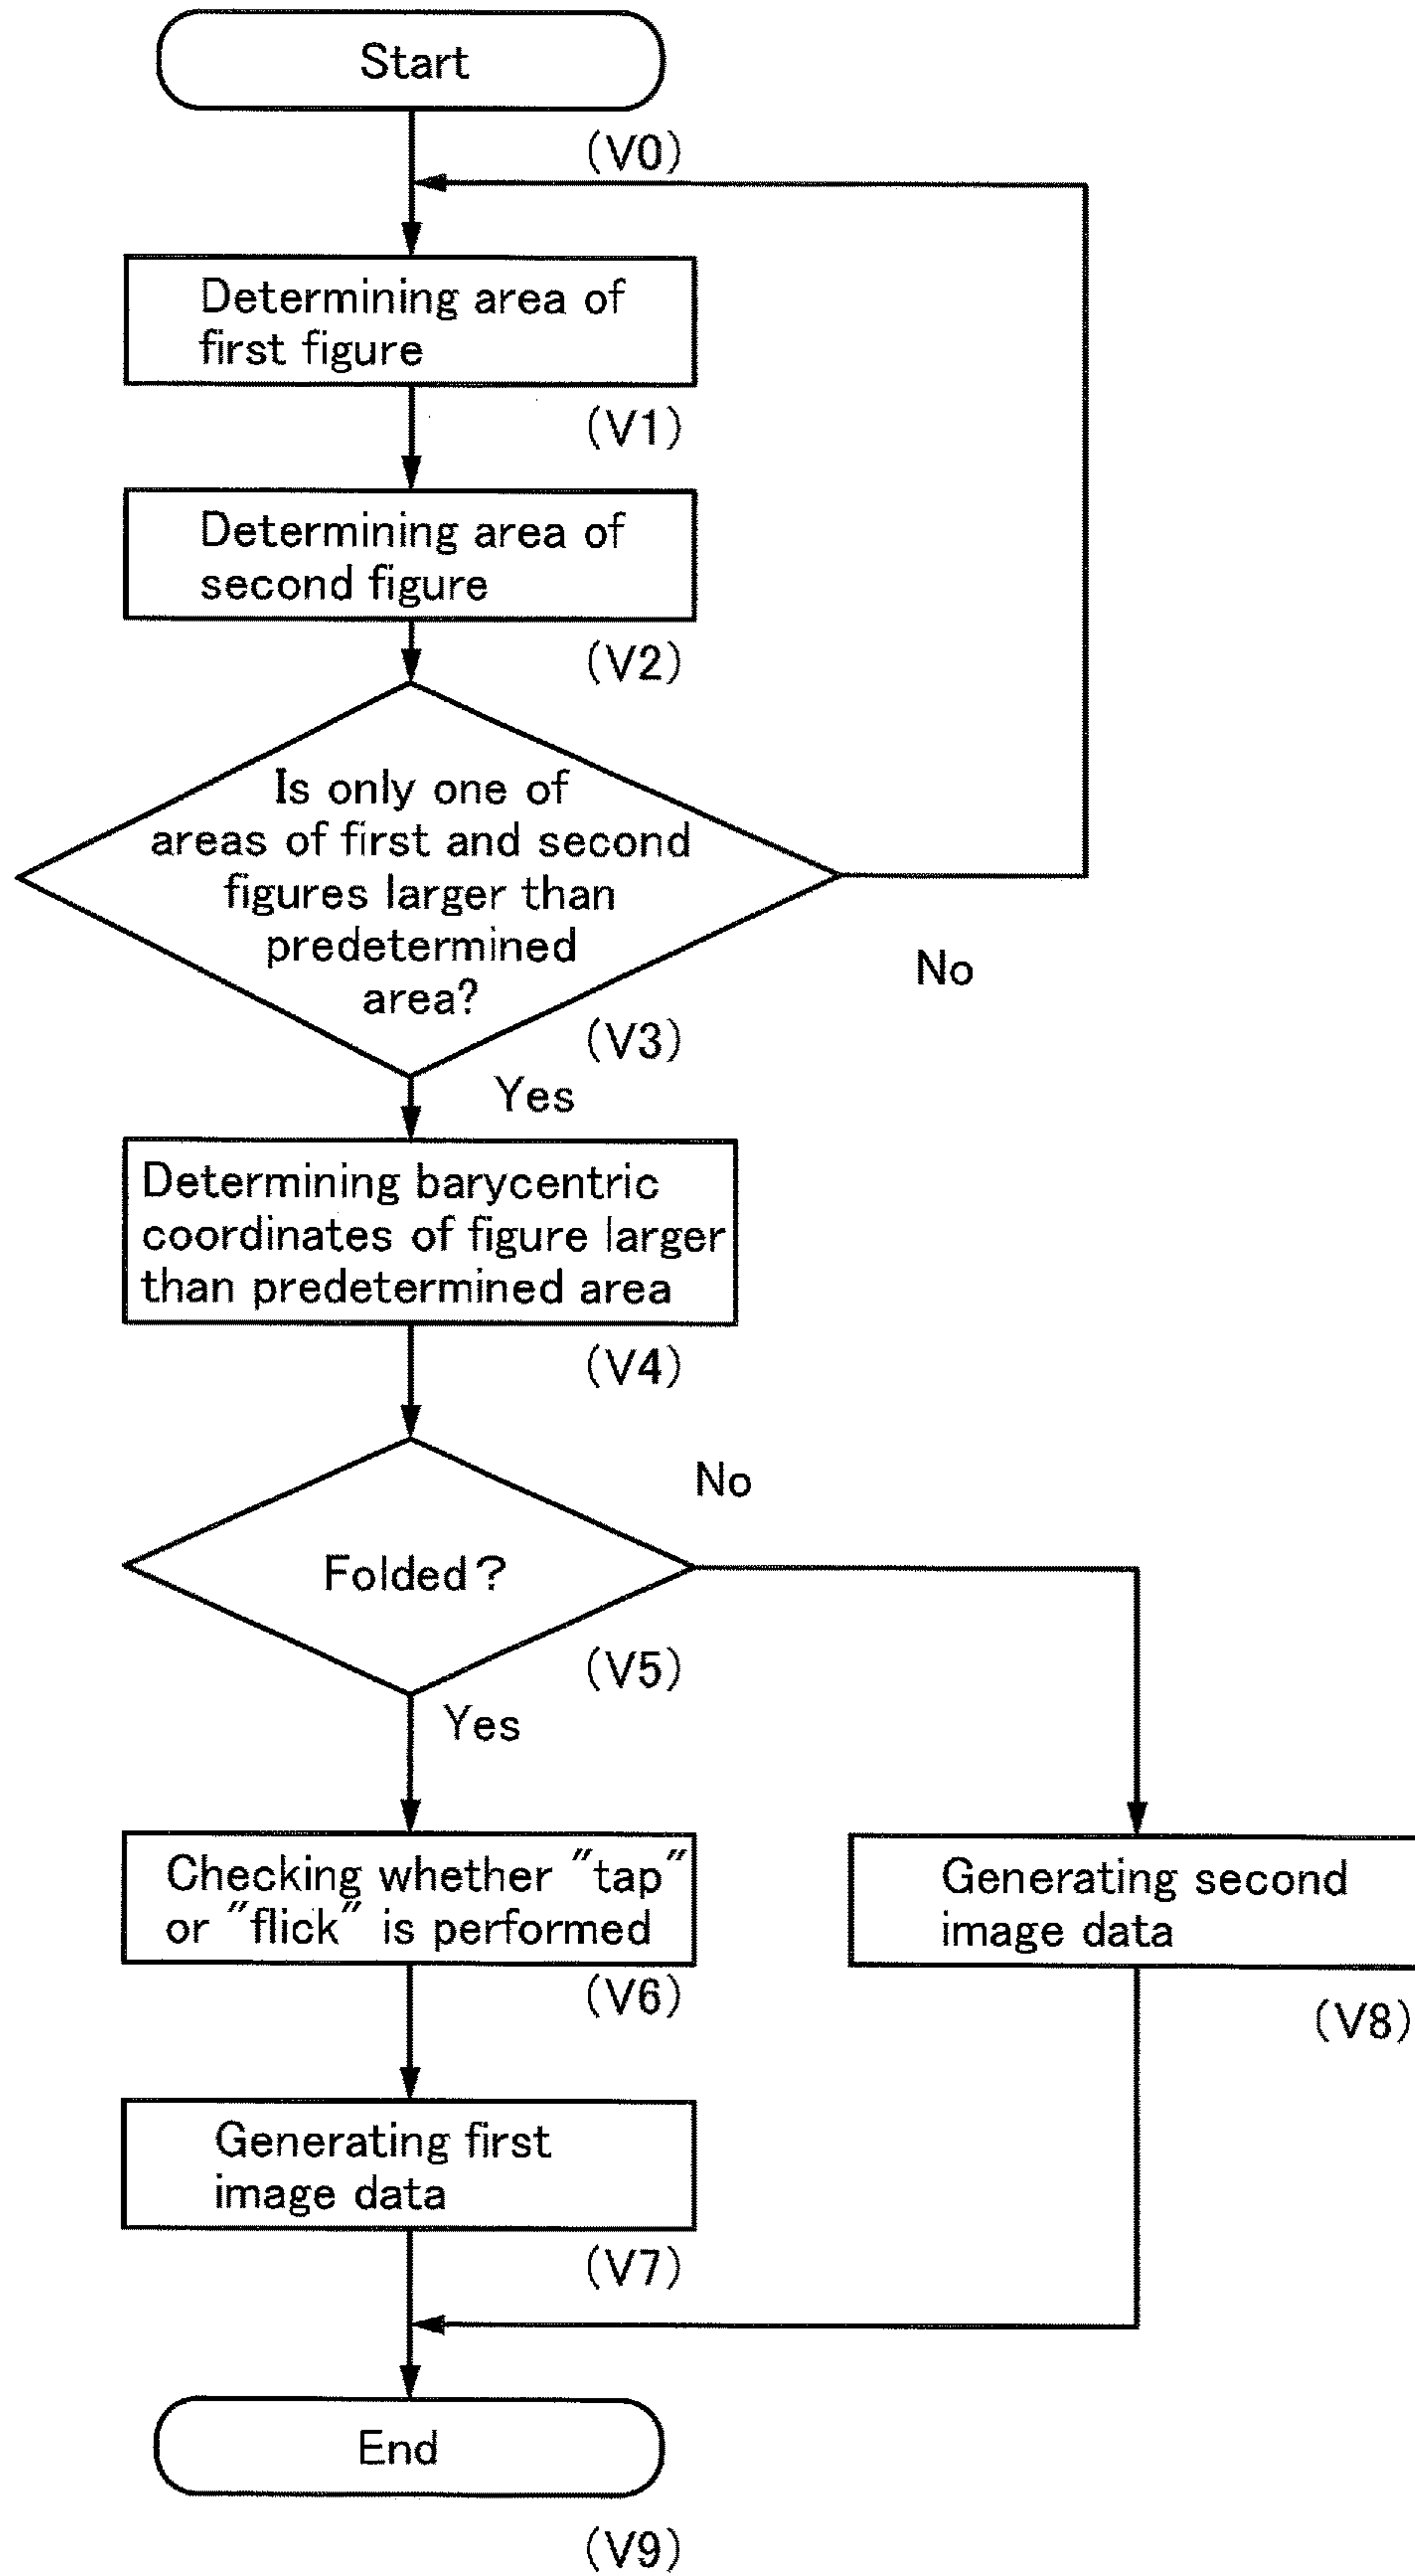 Start
(V0)
Determining area of
first figure
(V1)
Determining area of
second figure
(V2)
Is only one of
areas of first and second
figures larger than
predetermined
area?
No
(V3)
Yes
Determining barycentric
coordinates of figure larger
than predetermined area
(V4)
No
Folded?
(V5)
Yes
Checking whether "tap"
or "flick" is performed
(V6)
Generating second
image data
(V8)
Generating first
image data
(V7)
End
(V9)